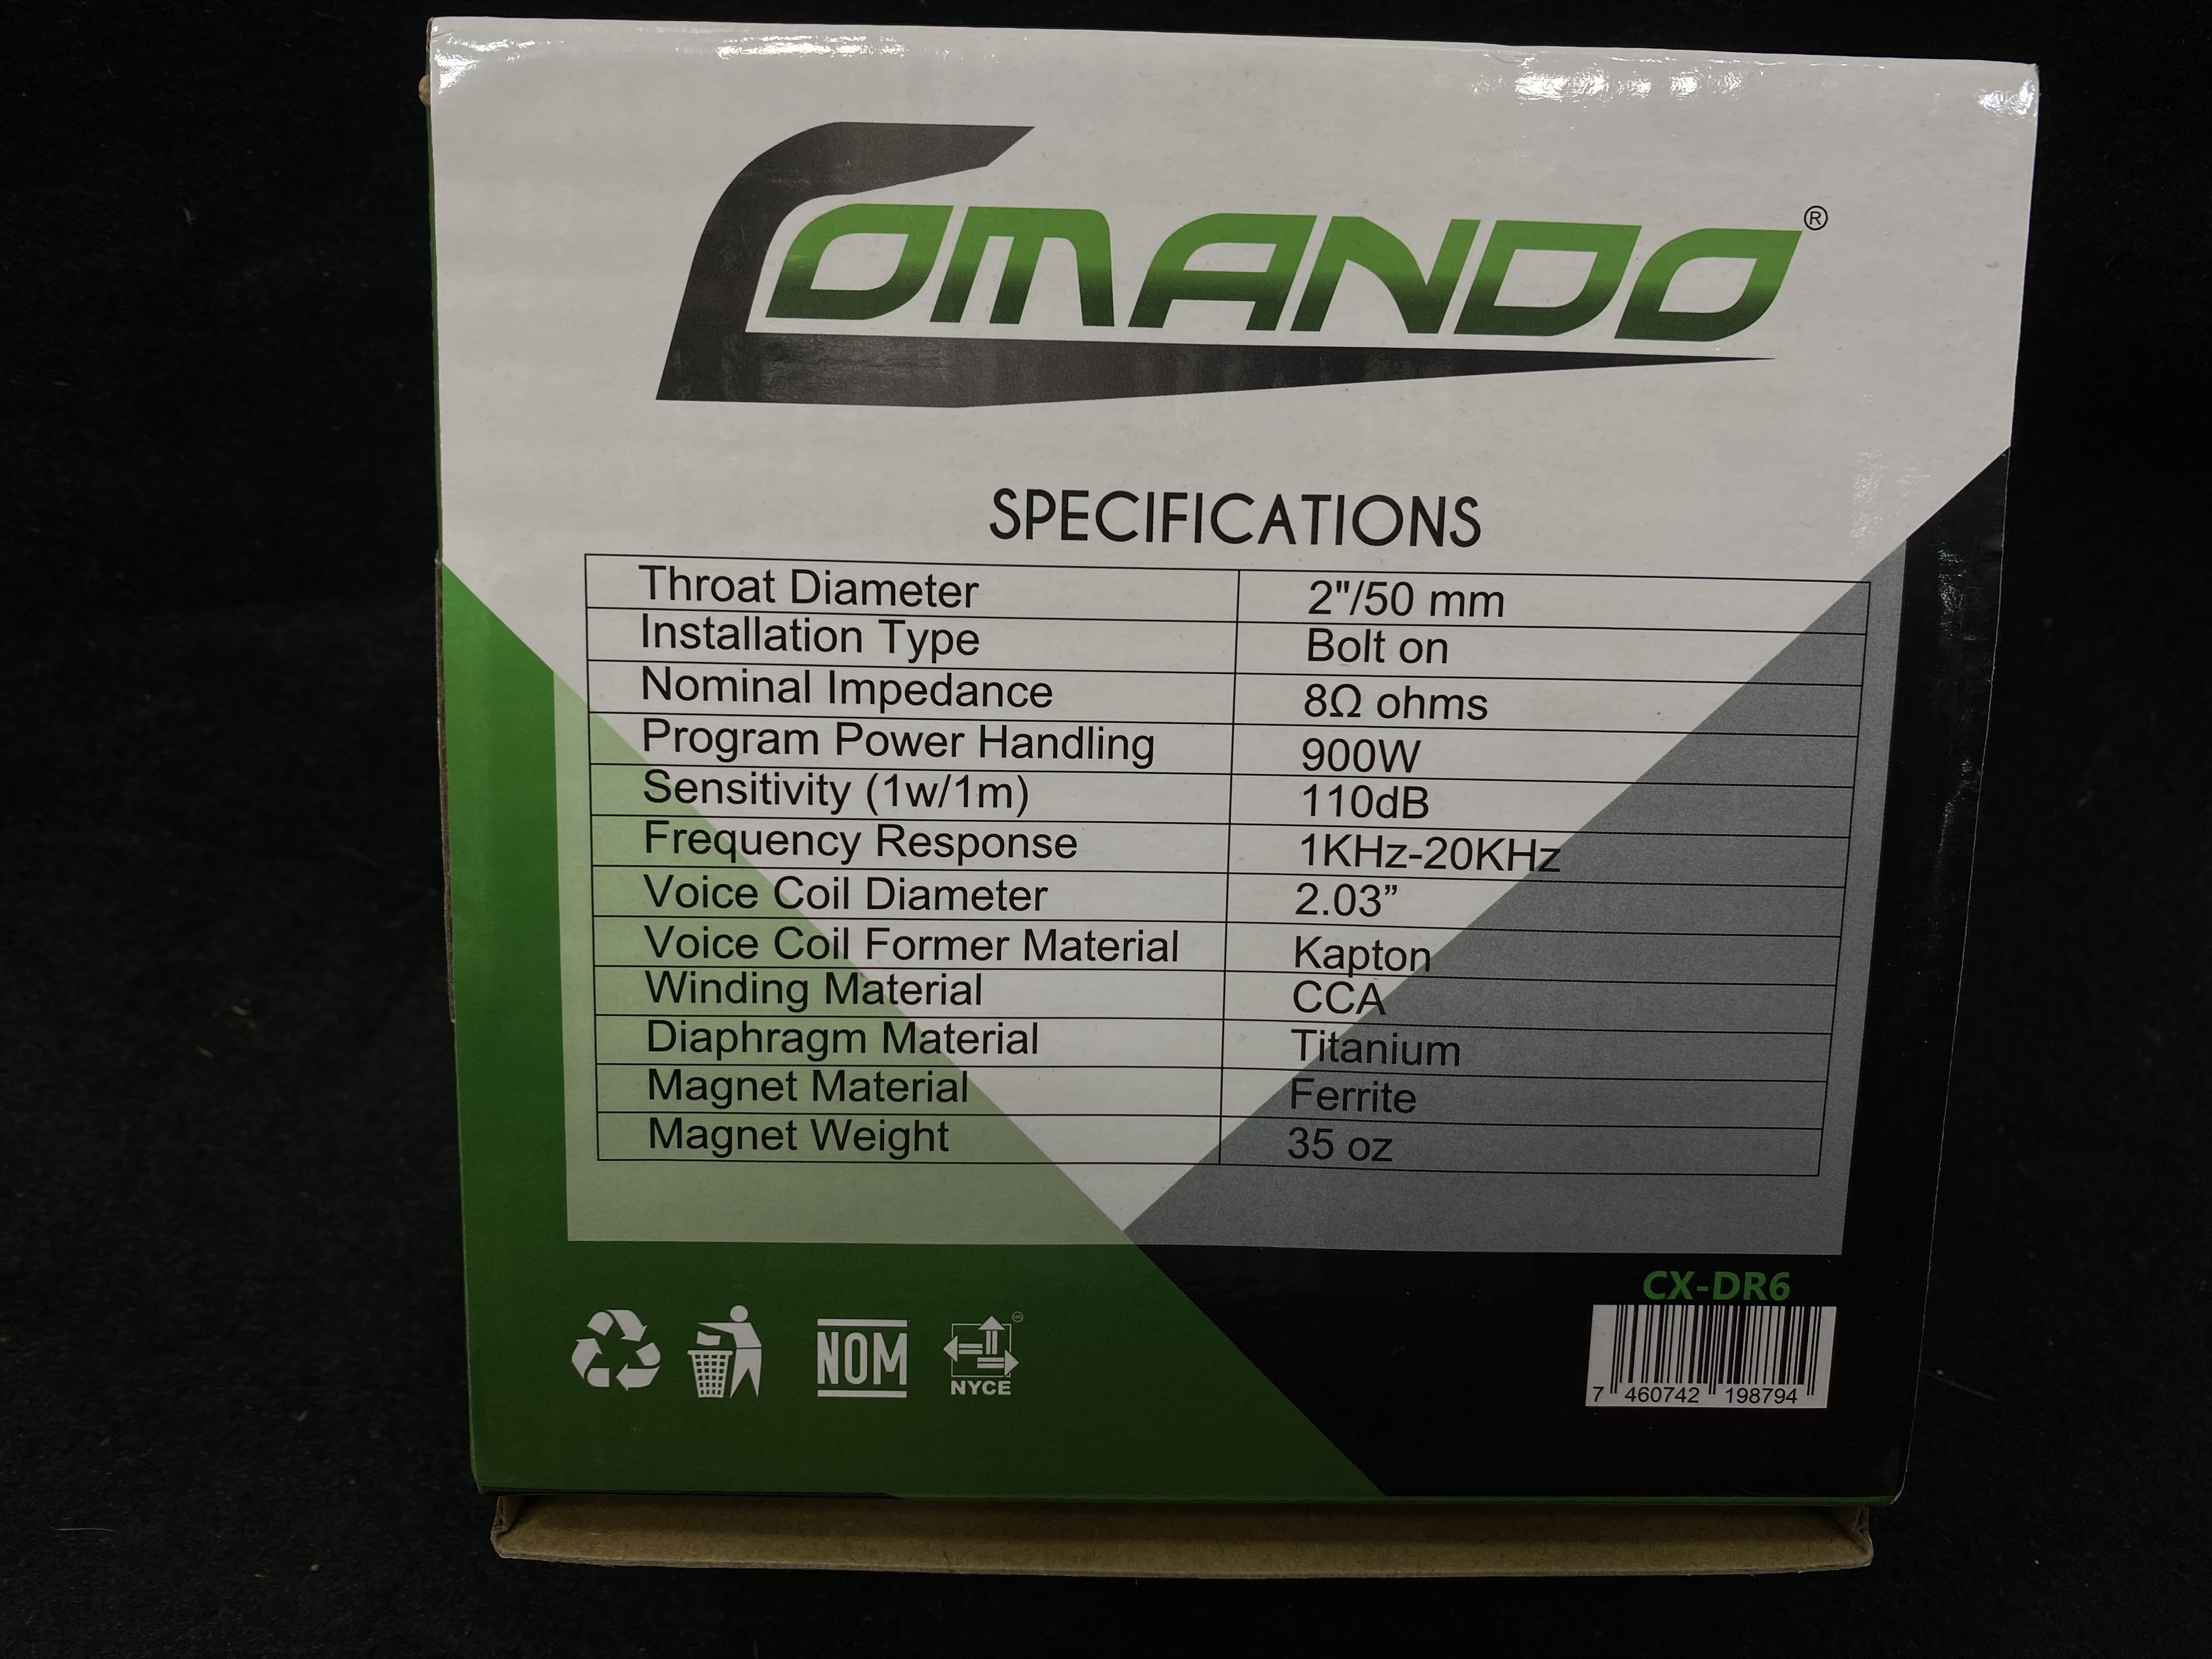 COMANDO®
SPECIFICATIONS
Throat Diameter 2"/50 mm
Installation Type Bolt on
Nominal Impedance 8Ω ohms
Program Power Handling 900W
Sensitivity (1w/1m) 110dB
Frequency Response 1KHz-20KHz
Voice Coil Diameter 2.03”
Voice Coil Former Material Kapton
Winding Material CCA
Diaphragm Material Titanium
Magnet Material Ferrite
Magnet Weight 35 oz
CX-DR6
NOM
NYCE
7 460742 198794